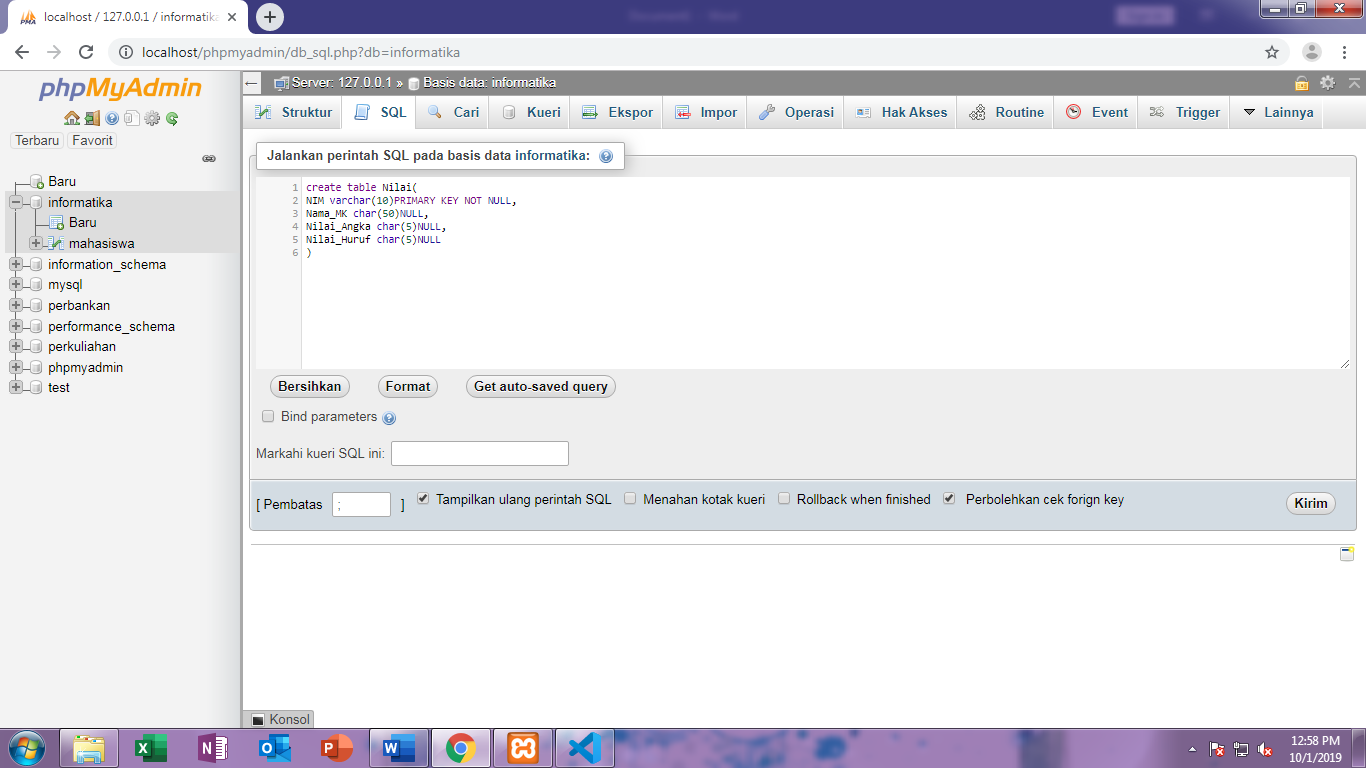 localhost / 127.0.0.1 / informatika
localhost/phpmyadmin/db_sql.php?db=informatika
phpMyAdmin
Terbaru Favorit
Baru
informatika
Baru
mahasiswa
information_schema
mysql
perbankan
performance_schema
perkuliahan
phpmyadmin
test
Server: 127.0.0.1 » Basis data: informatika
Struktur SQL Cari Kueri Ekspor Impor Operasi Hak Akses Routine Event Trigger Lainnya
Jalankan perintah SQL pada basis data informatika:
1 create table Nilai(
2 NIM varchar(10)PRIMARY KEY NOT NULL,
3 Nama_MK char(50)NULL,
4 Nilai_Angka char(5)NULL,
5 Nilai_Huruf char(5)NULL
6 )
Bersihkan Format Get auto-saved query
Bind parameters
Markahi kueri SQL ini:
[ Pembatas ; ] Tampilkan ulang perintah SQL Menahan kotak kueri Rollback when finished Perbolehkan cek forign key Kirim
Konsol
12:58 PM
10/1/2019